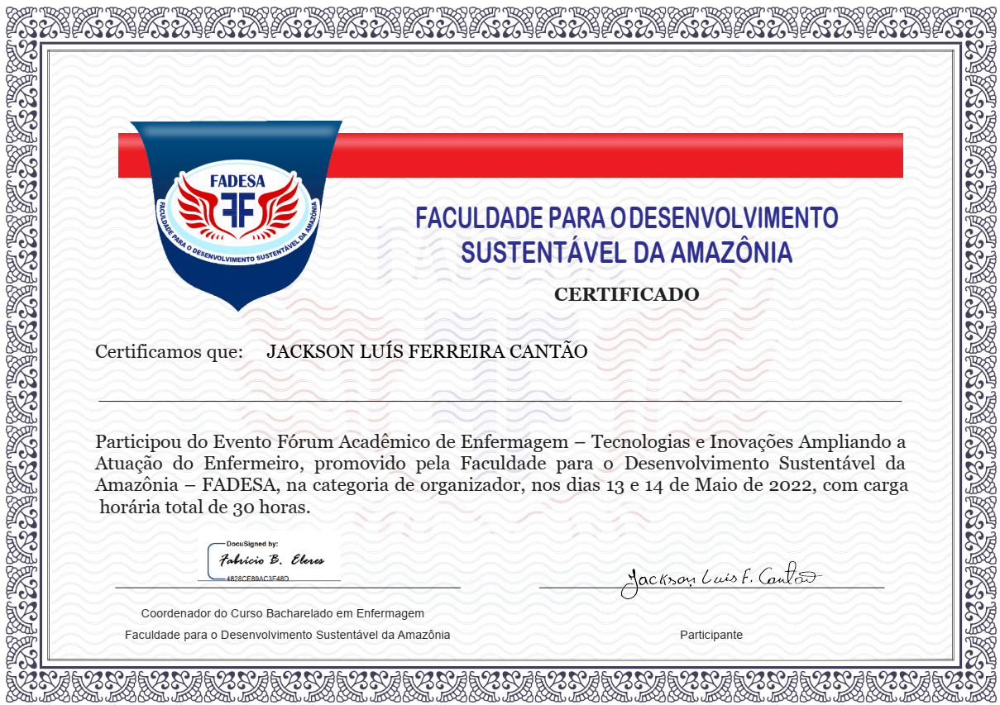 FADESA
FACULDADE PARA O DESENVOLVIMENTO SUSTENTÁVEL DA AMAZÔNIA
FACULDADE PARA O DESENVOLVIMENTO
SUSTENTÁVEL DA AMAZÔNIA
CERTIFICADO
Certificamos que: JACKSON LUÍS FERREIRA CANTÃO
Participou do Evento Fórum Acadêmico de Enfermagem – Tecnologias e Inovações Ampliando a
Atuação do Enfermeiro, promovido pela Faculdade para o Desenvolvimento Sustentável da
Amazônia – FADESA, na categoria de organizador, nos dias 13 e 14 de Maio de 2022, com carga
horária total de 30 horas.
DocuSigned by:
Fabricio B. Eleres
4828CE89AC3E48D
Jackson Luís F. Cantão
Coordenador do Curso Bacharelado em Enfermagem
Faculdade para o Desenvolvimento Sustentável da Amazônia
Participante